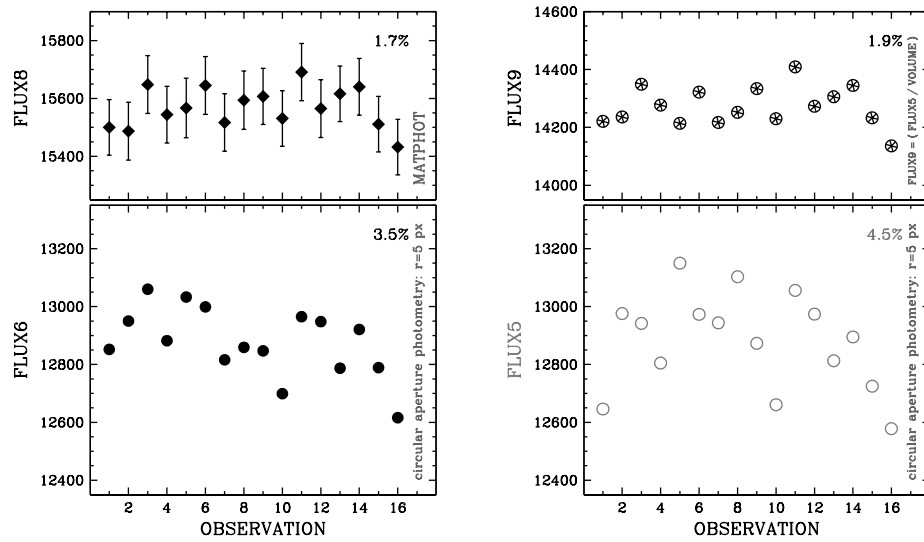 15800
15600
15400
FLUX8
1.7%
MATPHOT
14600
14400
14200
14000
FLUX9
1.9%
FLUX9 = ( FLUX5 / VOLUME )
13200
13000
12800
12600
12400
FLUX6
3.5%
circular aperture photometry: r=5 px
2 4 6 8 10 12 14 16
OBSERVATION
13200
13000
12800
12600
12400
FLUX5
4.5%
circular aperture photometry: r=5 px
2 4 6 8 10 12 14 16
OBSERVATION